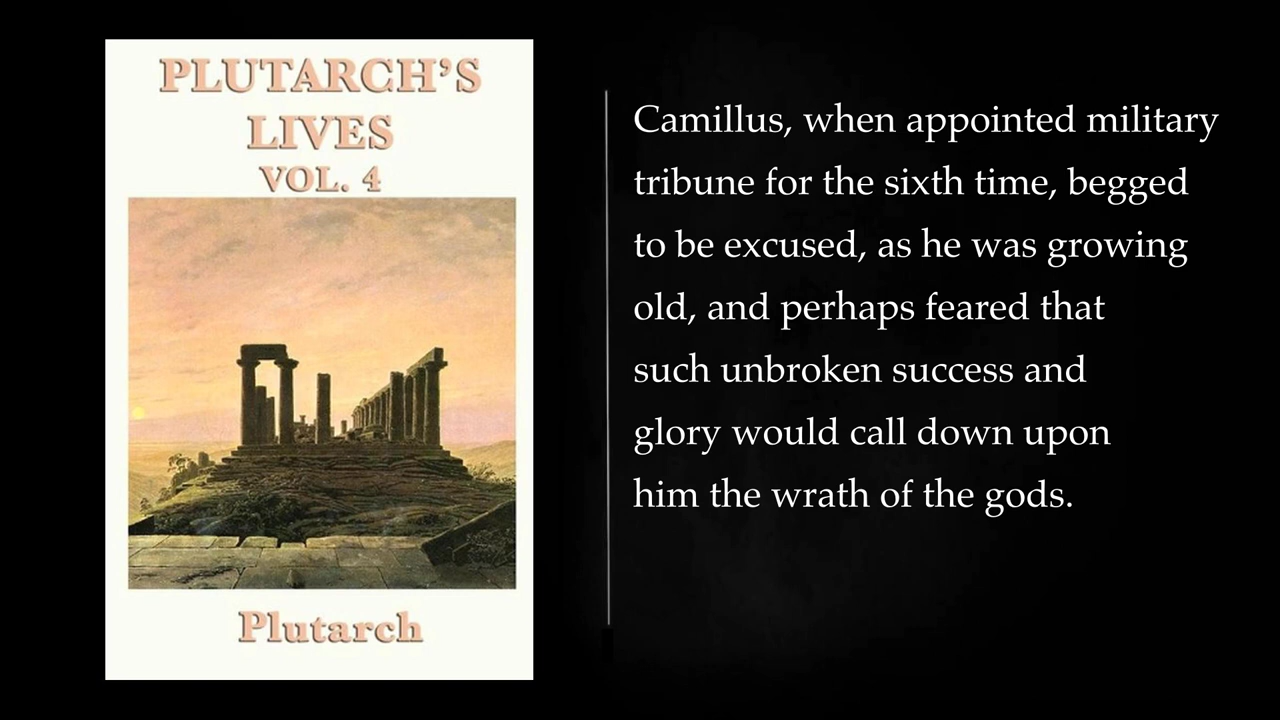 PLUTARCH'S
LIVES
VOL. 4
Plutarch
Camillus, when appointed military
tribune for the sixth time, begged
to be excused, as he was growing
old, and perhaps feared that
such unbroken success and
glory would call down upon
him the wrath of the gods.